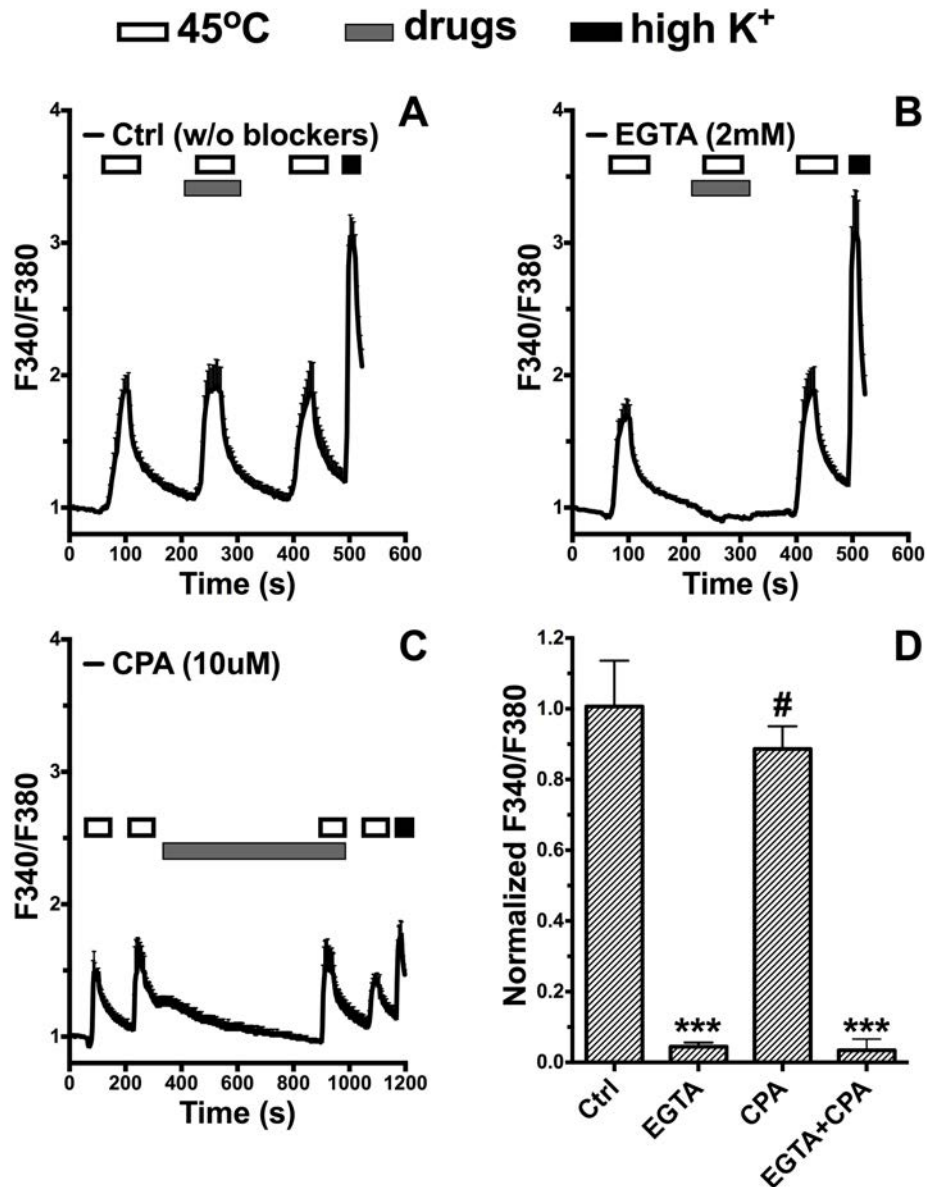 45°C drugs high K⁺
A
Ctrl (w/o blockers)
F340/F380
4
3
2
1
0 100 200 300 400 500 600
Time (s)
B
EGTA (2mM)
F340/F380
4
3
2
1
0 100 200 300 400 500 600
Time (s)
C
CPA (10uM)
F340/F380
4
3
2
1
0 200 400 600 800 1000 1200
Time (s)
D
Normalized F340/F380
1.2
1.0
0.8
0.6
0.4
0.2
0.0
#
*** ***
Ctrl EGTA CPA EGTA+CPA